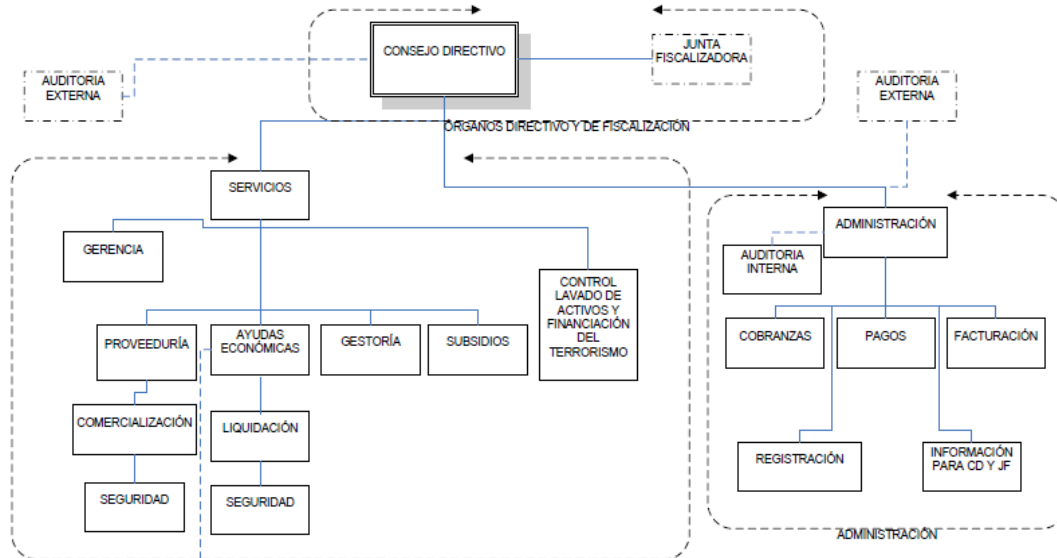 CONSEJO DIRECTIVO
JUNTA
FISCALIZADORA
AUDITORIA
EXTERNA
AUDITORIA
EXTERNA
ÓRGANOS DIRECTIVO Y DE FISCALIZACIÓN
SERVICIOS
ADMINISTRACIÓN
GERENCIA
AUDITORIA
INTERNA
CONTROL
LAVADO DE
ACTIVOS Y
FINANCIACIÓN
DEL
TERRORISMO
PROVEEDURÍA
AYUDAS
ECONÓMICAS
GESTORÍA
SUBSIDIOS
COBRANZAS
PAGOS
FACTURACIÓN
COMERCIALIZACIÓN
LIQUIDACIÓN
REGISTRACIÓN
INFORMACIÓN
PARA CD Y JF
SEGURIDAD
SEGURIDAD
ADMINISTRACIÓN